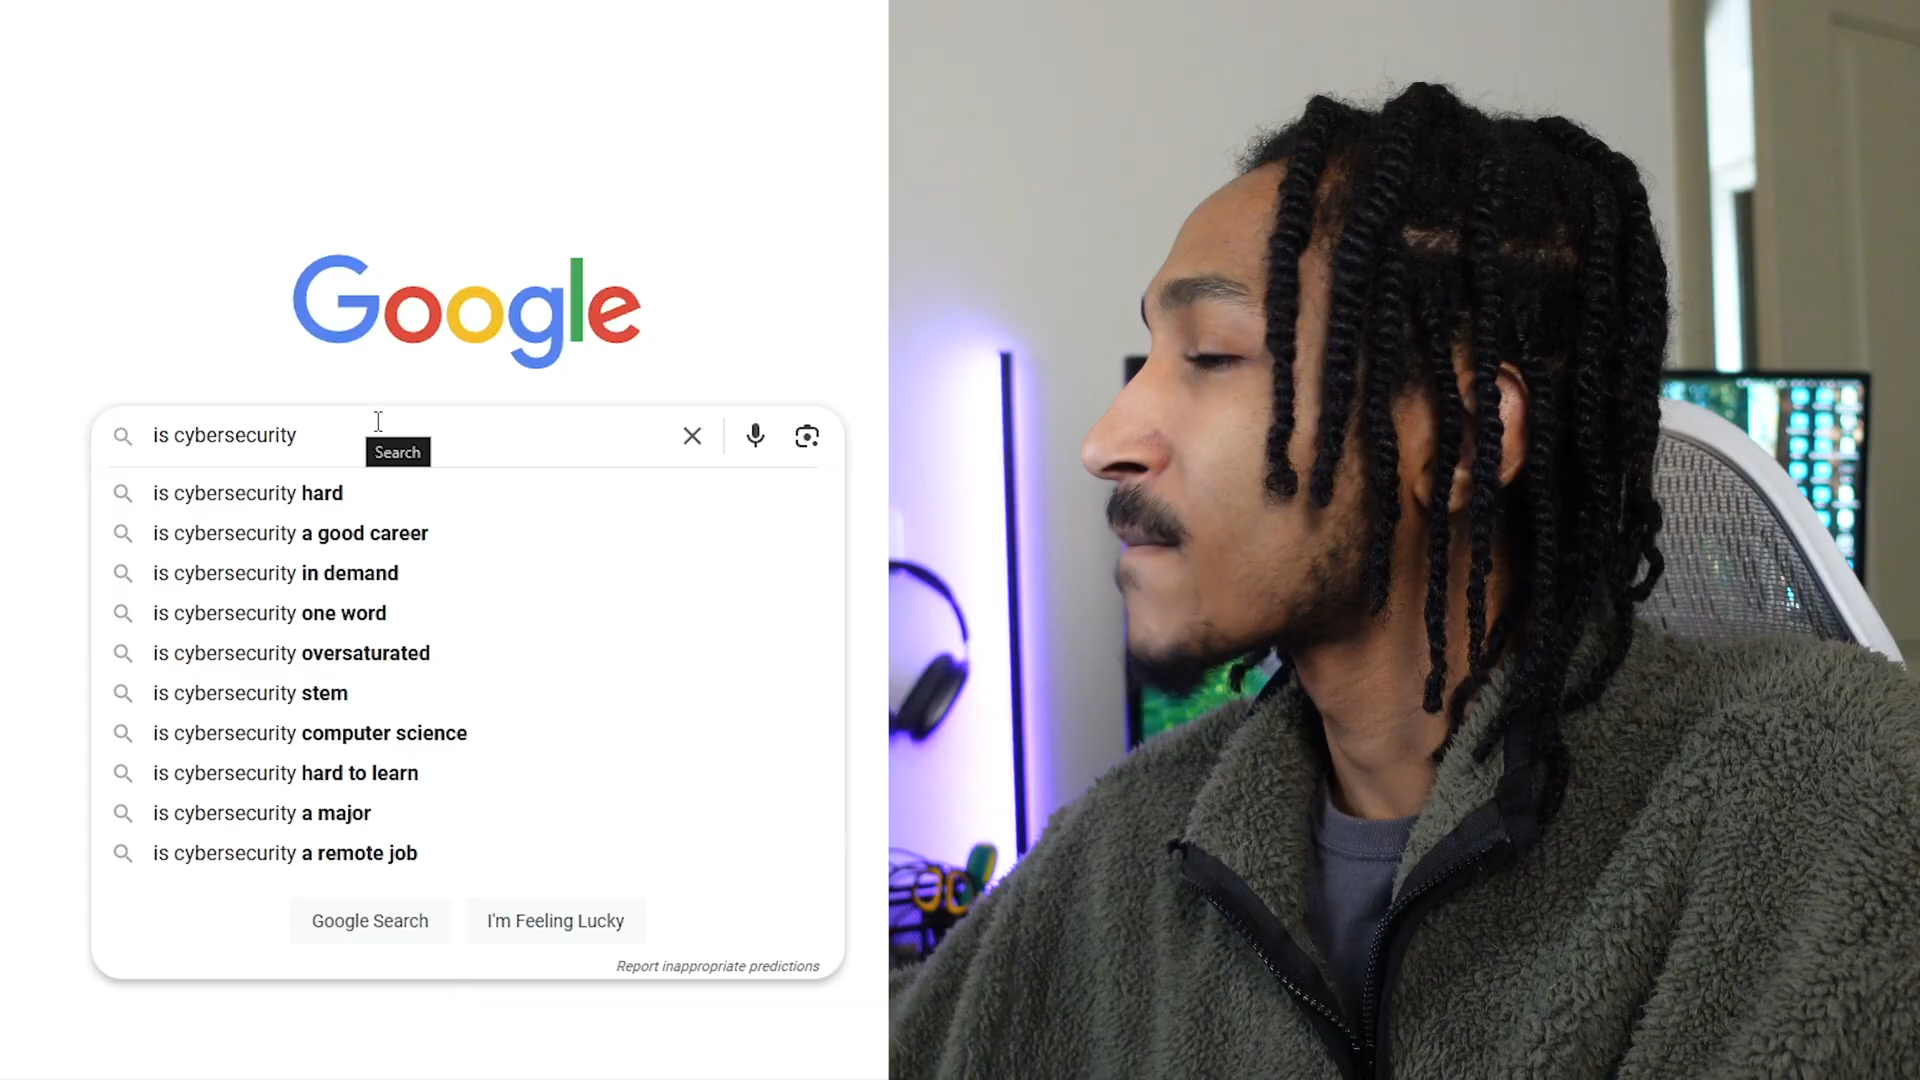 Google
is cybersecurity
Search
is cybersecurity hard
is cybersecurity a good career
is cybersecurity in demand
is cybersecurity one word
is cybersecurity oversaturated
is cybersecurity stem
is cybersecurity computer science
is cybersecurity hard to learn
is cybersecurity a major
is cybersecurity a remote job
Google Search
I'm Feeling Lucky
Report inappropriate predictions